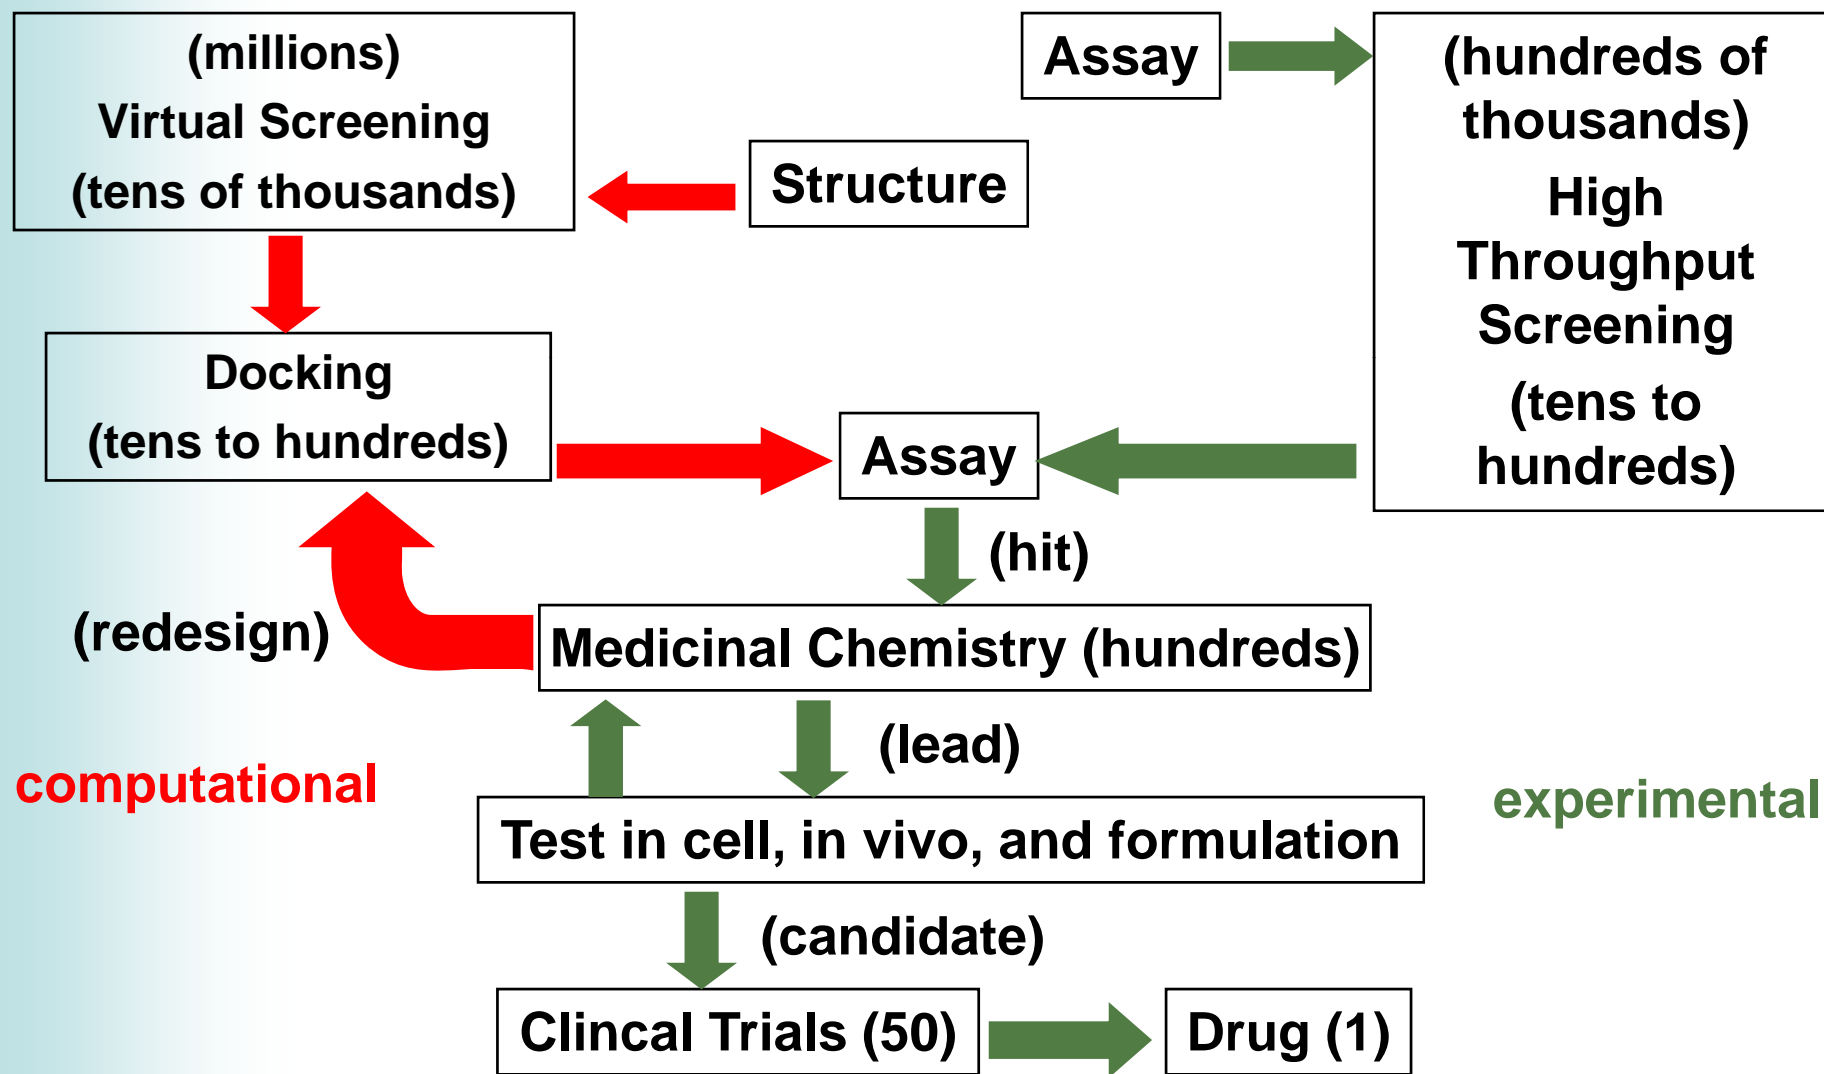 (millions)
Virtual Screening
(tens of thousands)
Structure
Assay
(hundreds of
thousands)
High
Throughput
Screening
(tens to
hundreds)
Docking
(tens to hundreds)
Assay
(hit)
(redesign)
Medicinal Chemistry (hundreds)
(lead)
computational
experimental
Test in cell, in vivo, and formulation
(candidate)
Clincal Trials (50)
Drug (1)